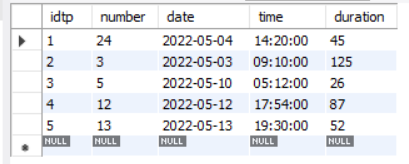 idtp number date time duration
1 24 2022-05-04 14:20:00 45
2 3 2022-05-03 09:10:00 125
3 5 2022-05-10 05:12:00 26
4 12 2022-05-12 17:54:00 87
5 13 2022-05-13 19:30:00 52
NULL NULL NULL NULL NULL